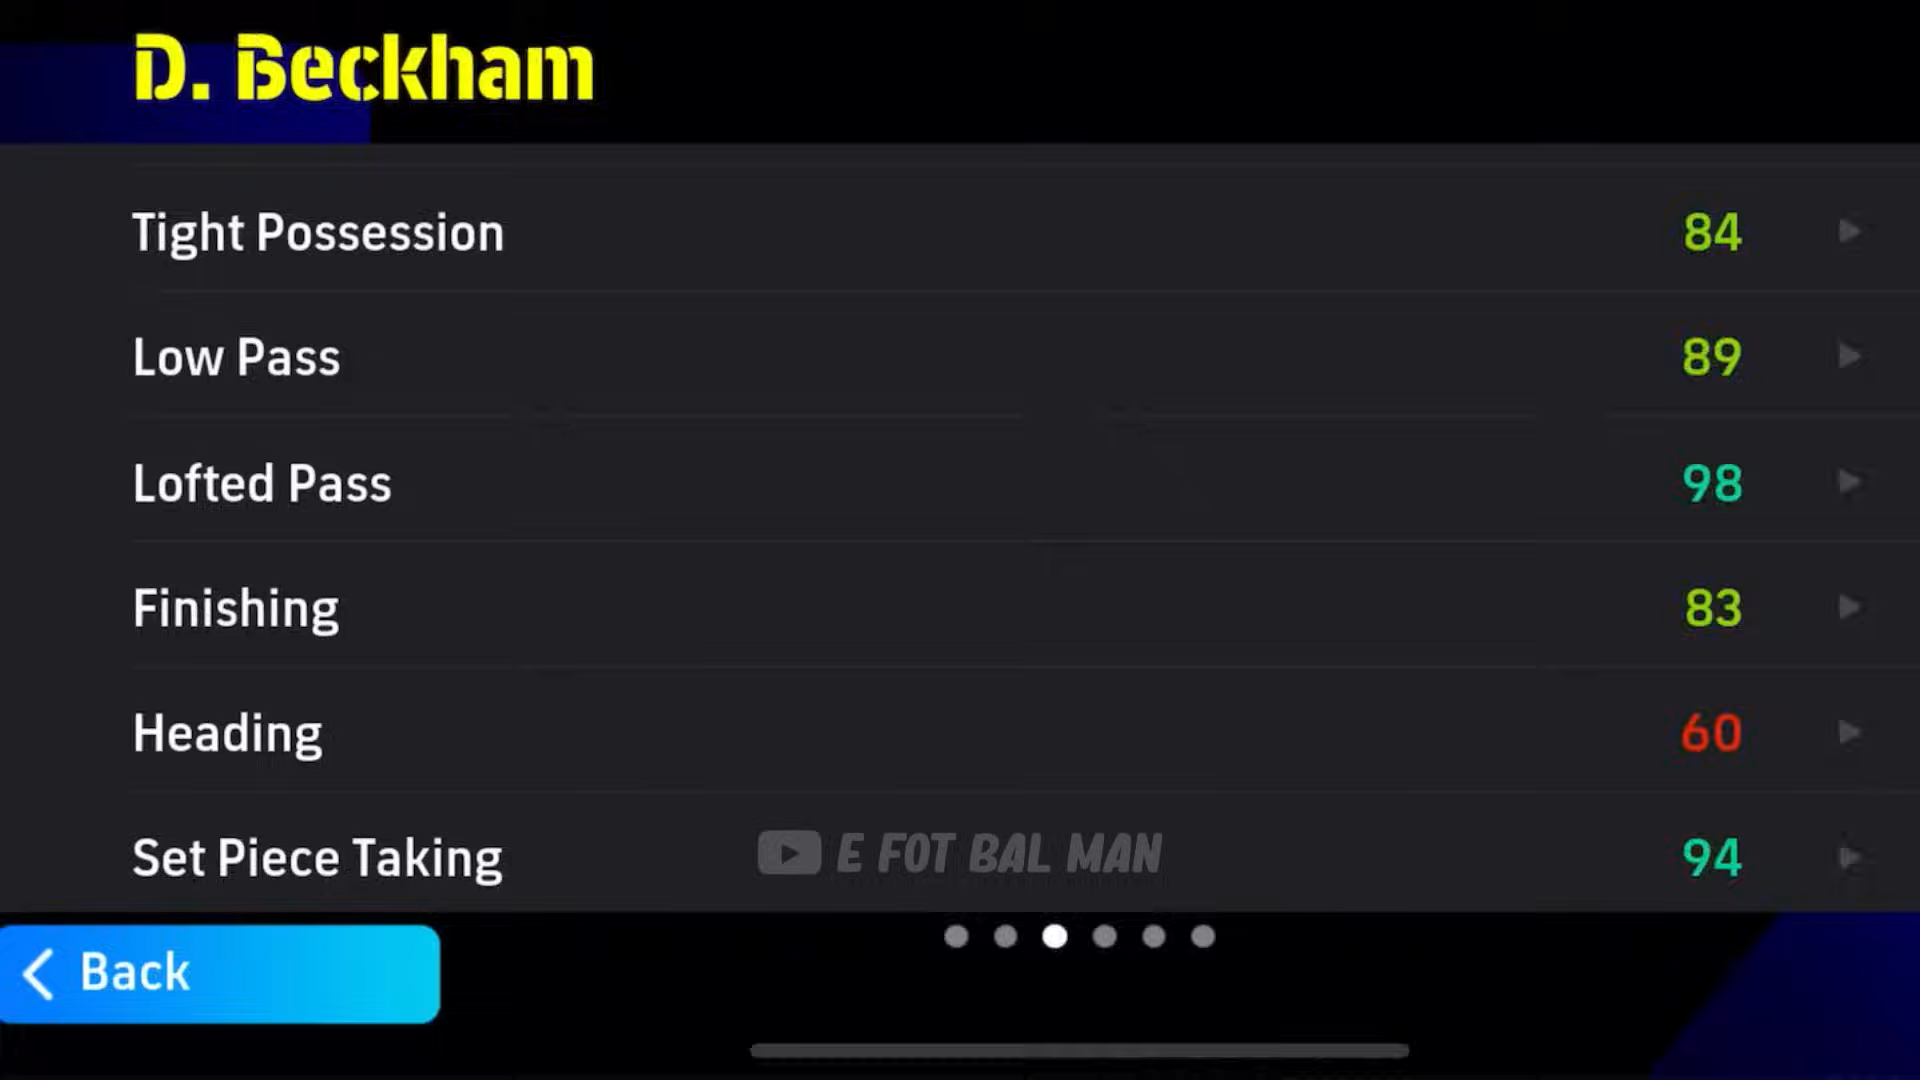 D. Beckham
Tight Possession 84
Low Pass 89
Lofted Pass 98
Finishing 83
Heading 60
Set Piece Taking 94
E FOT BAL MAN
Back